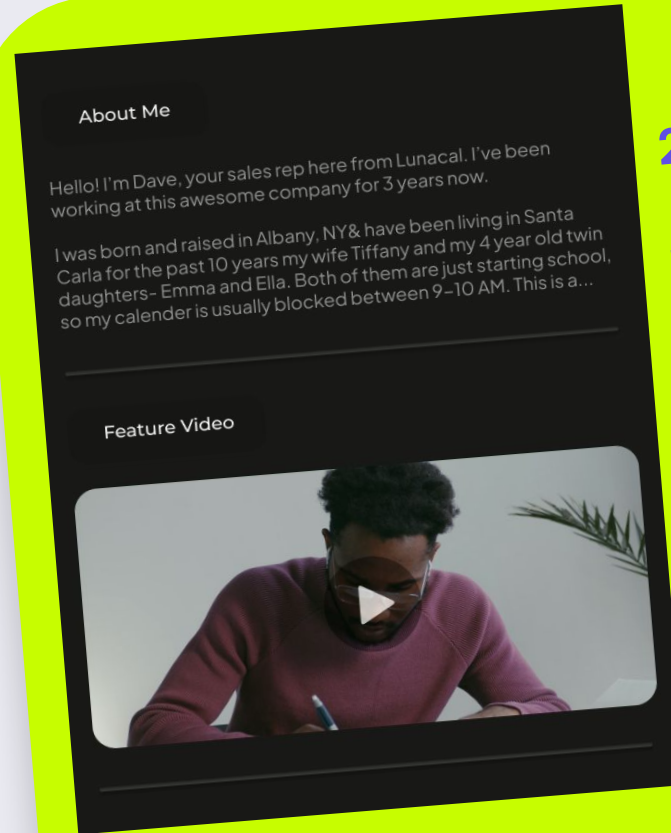 About Me
Hello! I'm Dave, your sales rep here from Lunacal. I've been
working at this awesome company for 3 years now.
I was born and raised in Albany, NY& have been living in Santa
Carla for the past 10 years my wife Tiffany and my 4 year old twin
daughters- Emma and Ella. Both of them are just starting school,
so my calender is usually blocked between 9-10 AM. This is a...
Feature Video